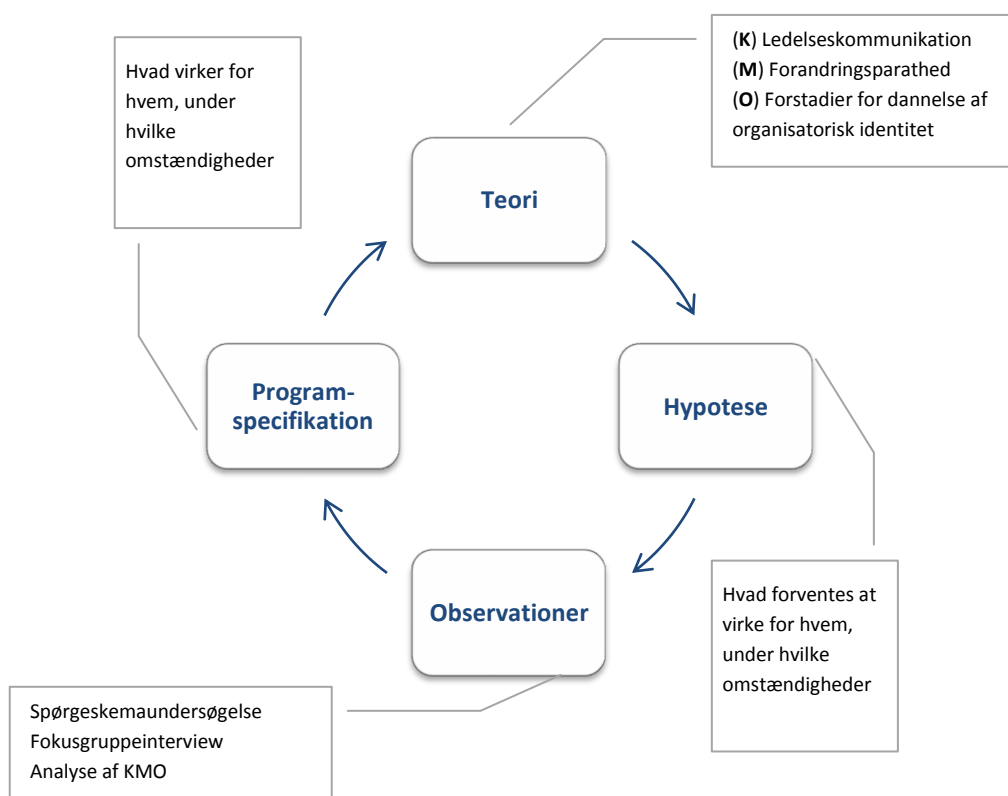 (K) Ledelseskommunikation
(M) Forandringsparathed
(O) Forstadier for dannelse af
organisatorisk identitet
Hvad virker for
hvem, under
hvilke
omstændigheder
Teori
Program-
specifikation
Hypotese
Observationer
Hvad forventes at
virke for hvem,
under hvilke
omstændigheder
Spørgeskemaundersøgelse
Fokusgruppeinterview
Analyse af KMO